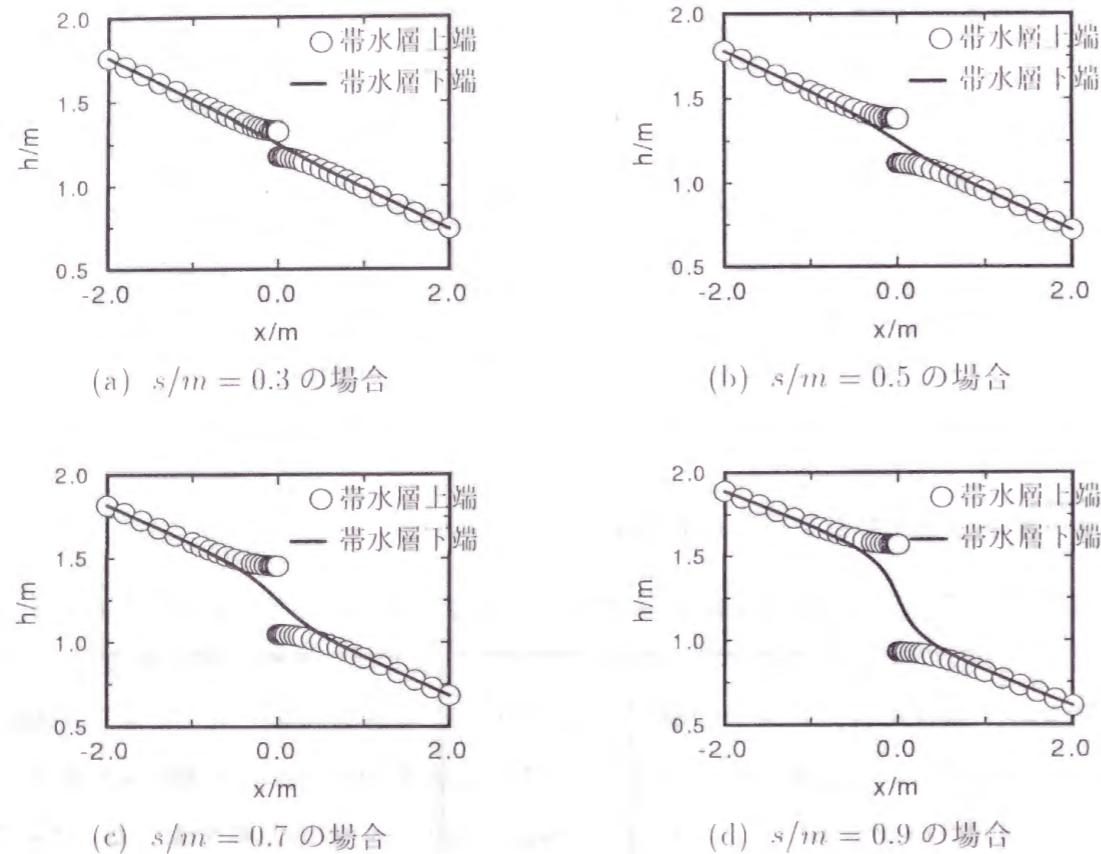 2.0
1.5
1.0
0.5
h/m
帯水層上端
帯水層下端
-2.0 0.0 2.0
x/m
(a) s/m = 0.3 の場合
2.0
1.5
1.0
0.5
h/m
帯水層上端
帯水層下端
-2.0 0.0 2.0
x/m
(b) s/m = 0.5 の場合
2.0
1.5
1.0
0.5
h/m
帯水層上端
帯水層下端
-2.0 0.0 2.0
x/m
(c) s/m = 0.7 の場合
2.0
1.5
1.0
0.5
h/m
帯水層上端
帯水層下端
-2.0 0.0 2.0
x/m
(d) s/m = 0.9 の場合